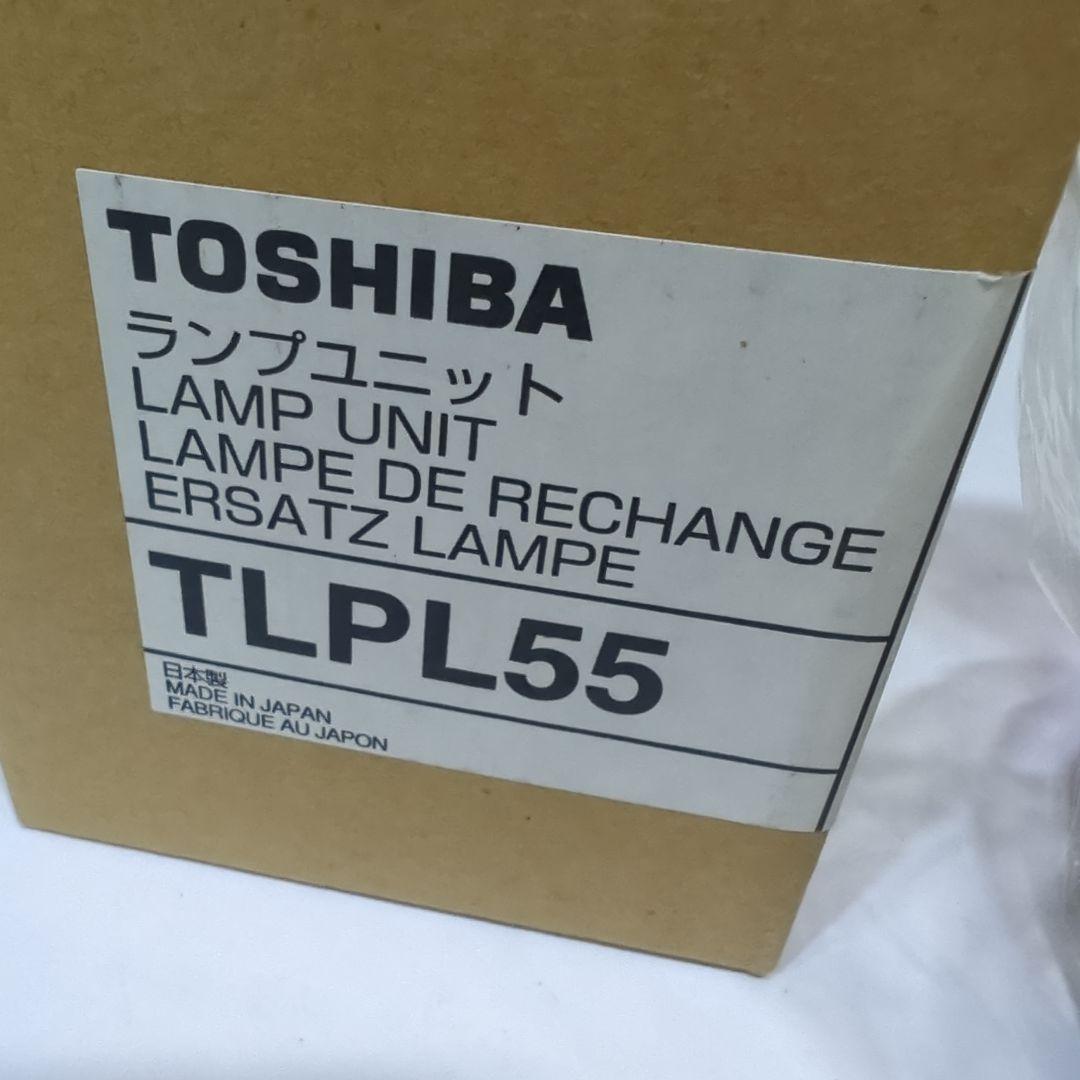 TOSHIBA
ランプユニット
LAMP UNIT
LAMPE DE RECHANGE
ERSATZ LAMPE
TLPL55
日本製
MADE IN JAPAN
FABRIQUE AU JAPON